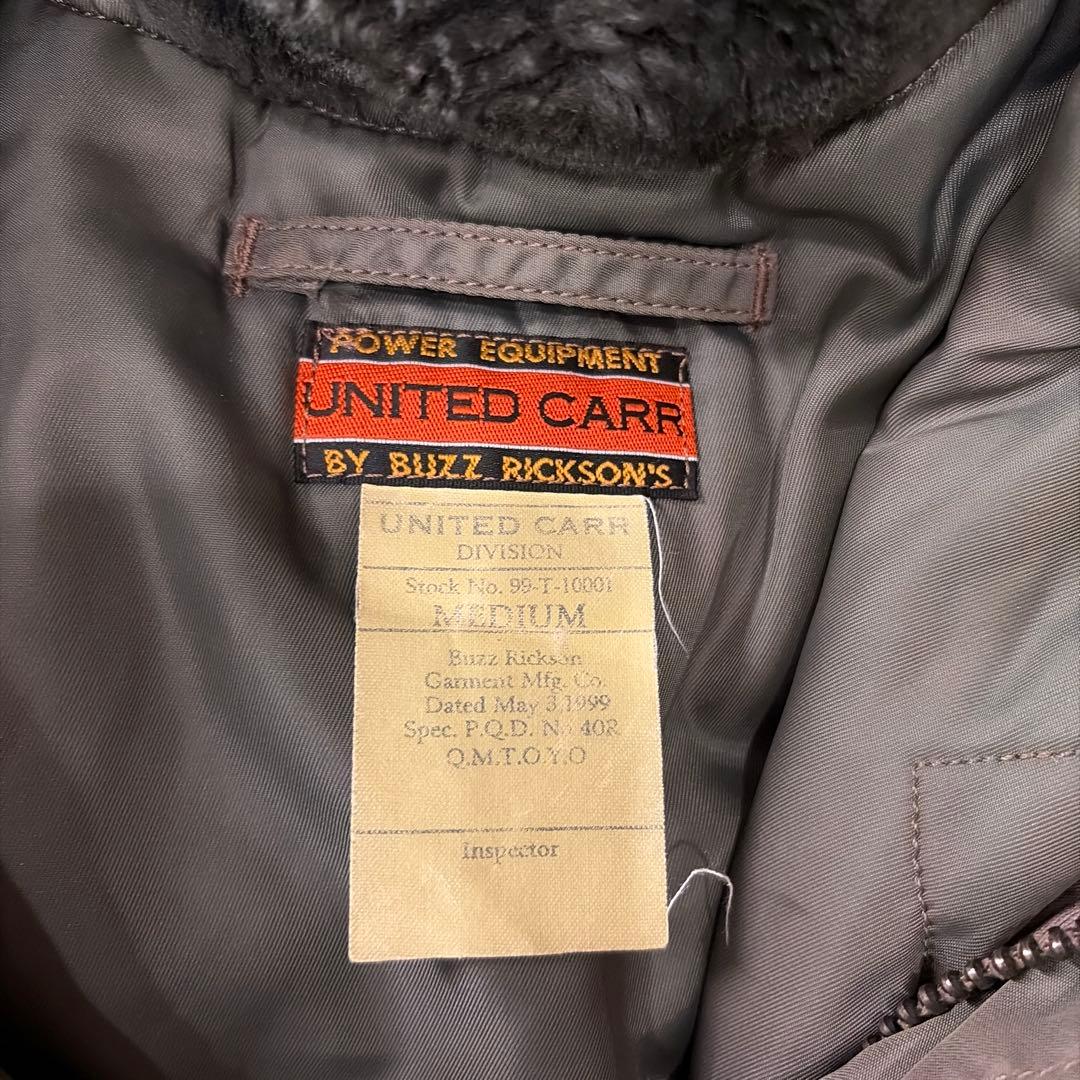 POWER EQUIPMENT
UNITED CARR
BY BUZZ RICKSON'S
UNITED CARR
DIVISION
Stock No. 99-T-10001
MEDIUM
Buzz Rickson
Garment Mfg. Co.
Dated May 3,1999
Spec. P.Q.D. No 40R
Q.M.T.O.Y.O
Inspector